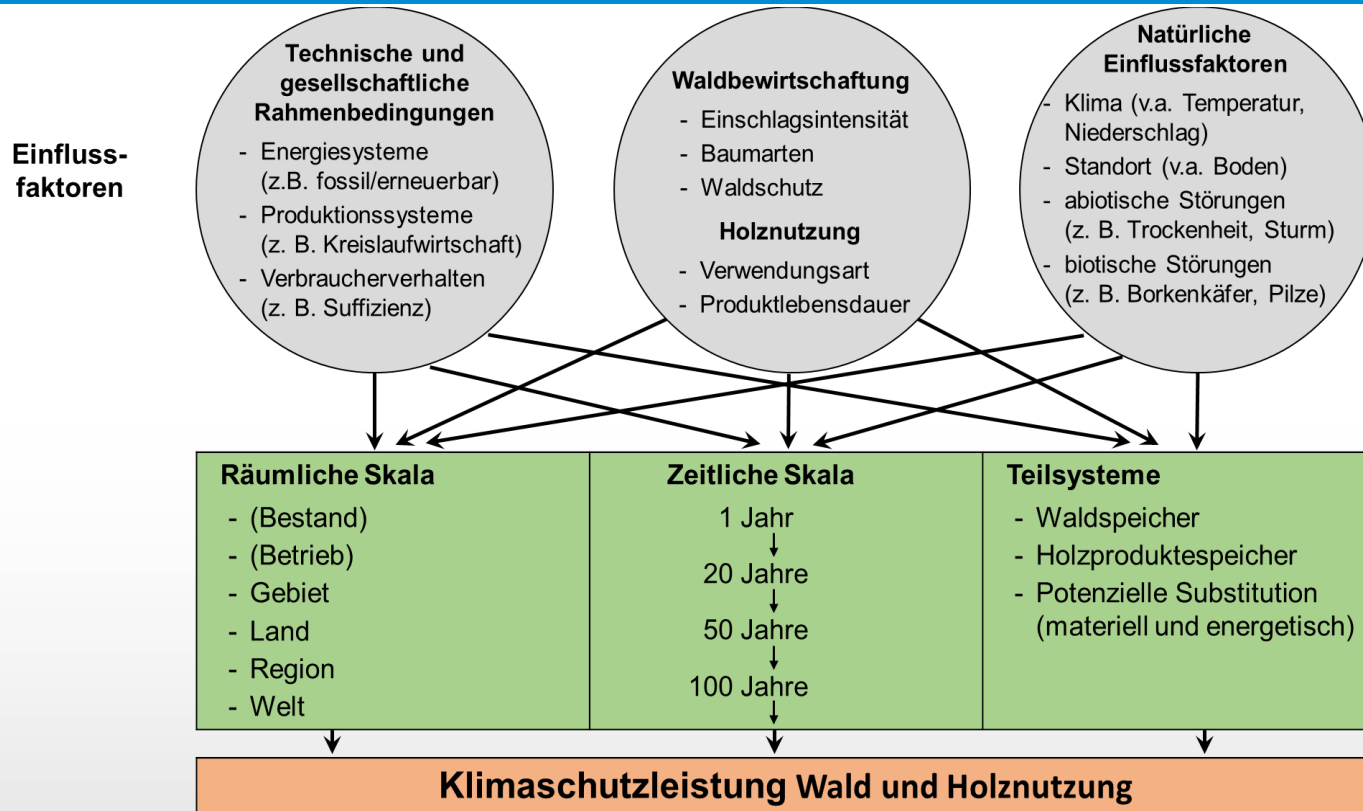 Einfluss-
faktoren
Technische und
gesellschaftliche
Rahmenbedingungen
- Energiesysteme
(z.B. fossil/erneuerbar)
- Produktionssysteme
(z. B. Kreislaufwirtschaft)
- Verbraucherverhalten
(z. B. Suffizienz)
Waldbewirtschaftung
- Einschlagsintensität
- Baumarten
- Waldschutz
Holznutzung
- Verwendungsart
- Produktlebensdauer
Natürliche
Einflussfaktoren
- Klima (v.a. Temperatur,
Niederschlag)
- Standort (v.a. Boden)
- abiotische Störungen
(z. B. Trockenheit, Sturm)
- biotische Störungen
(z. B. Borkenkäfer, Pilze)
Räumliche Skala
- (Bestand)
- (Betrieb)
- Gebiet
- Land
- Region
- Welt
Zeitliche Skala
1 Jahr
20 Jahre
50 Jahre
100 Jahre
Teilsysteme
- Waldspeicher
- Holzproduktespeicher
- Potenzielle Substitution
(materiell und energetisch)
Klimaschutzleistung Wald und Holznutzung